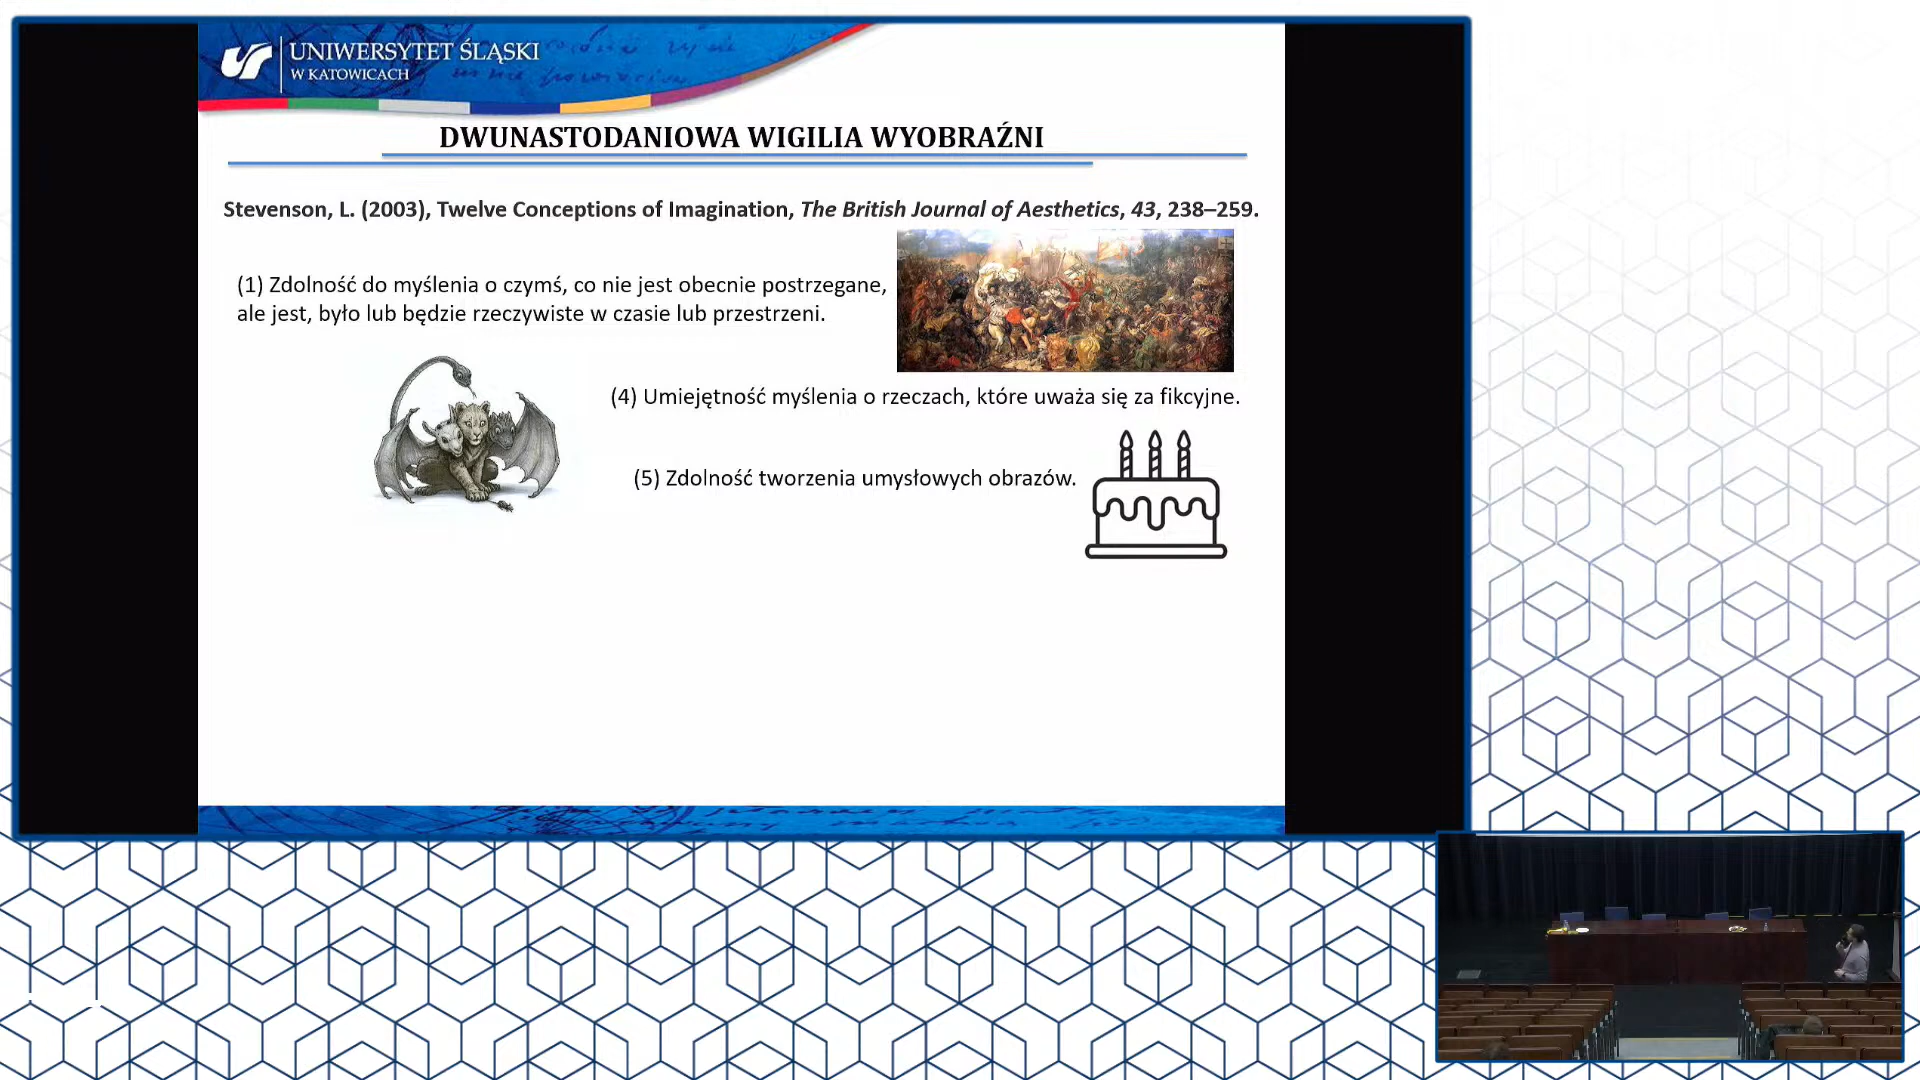 UNIWERSYTET ŚLĄSKI
W KATOWICACH
DWUNASTODANIOWA WIGILIA WYOBRAŹNI
Stevenson, L. (2003), Twelve Conceptions of Imagination, The British Journal of Aesthetics, 43, 238–259.
(1) Zdolność do myślenia o czymś, co nie jest obecnie postrzegane,
ale jest, było lub będzie rzeczywiste w czasie lub przestrzeni.
(4) Umiejętność myślenia o rzeczach, które uważa się za fikcyjne.
(5) Zdolność tworzenia umysłowych obrazów.